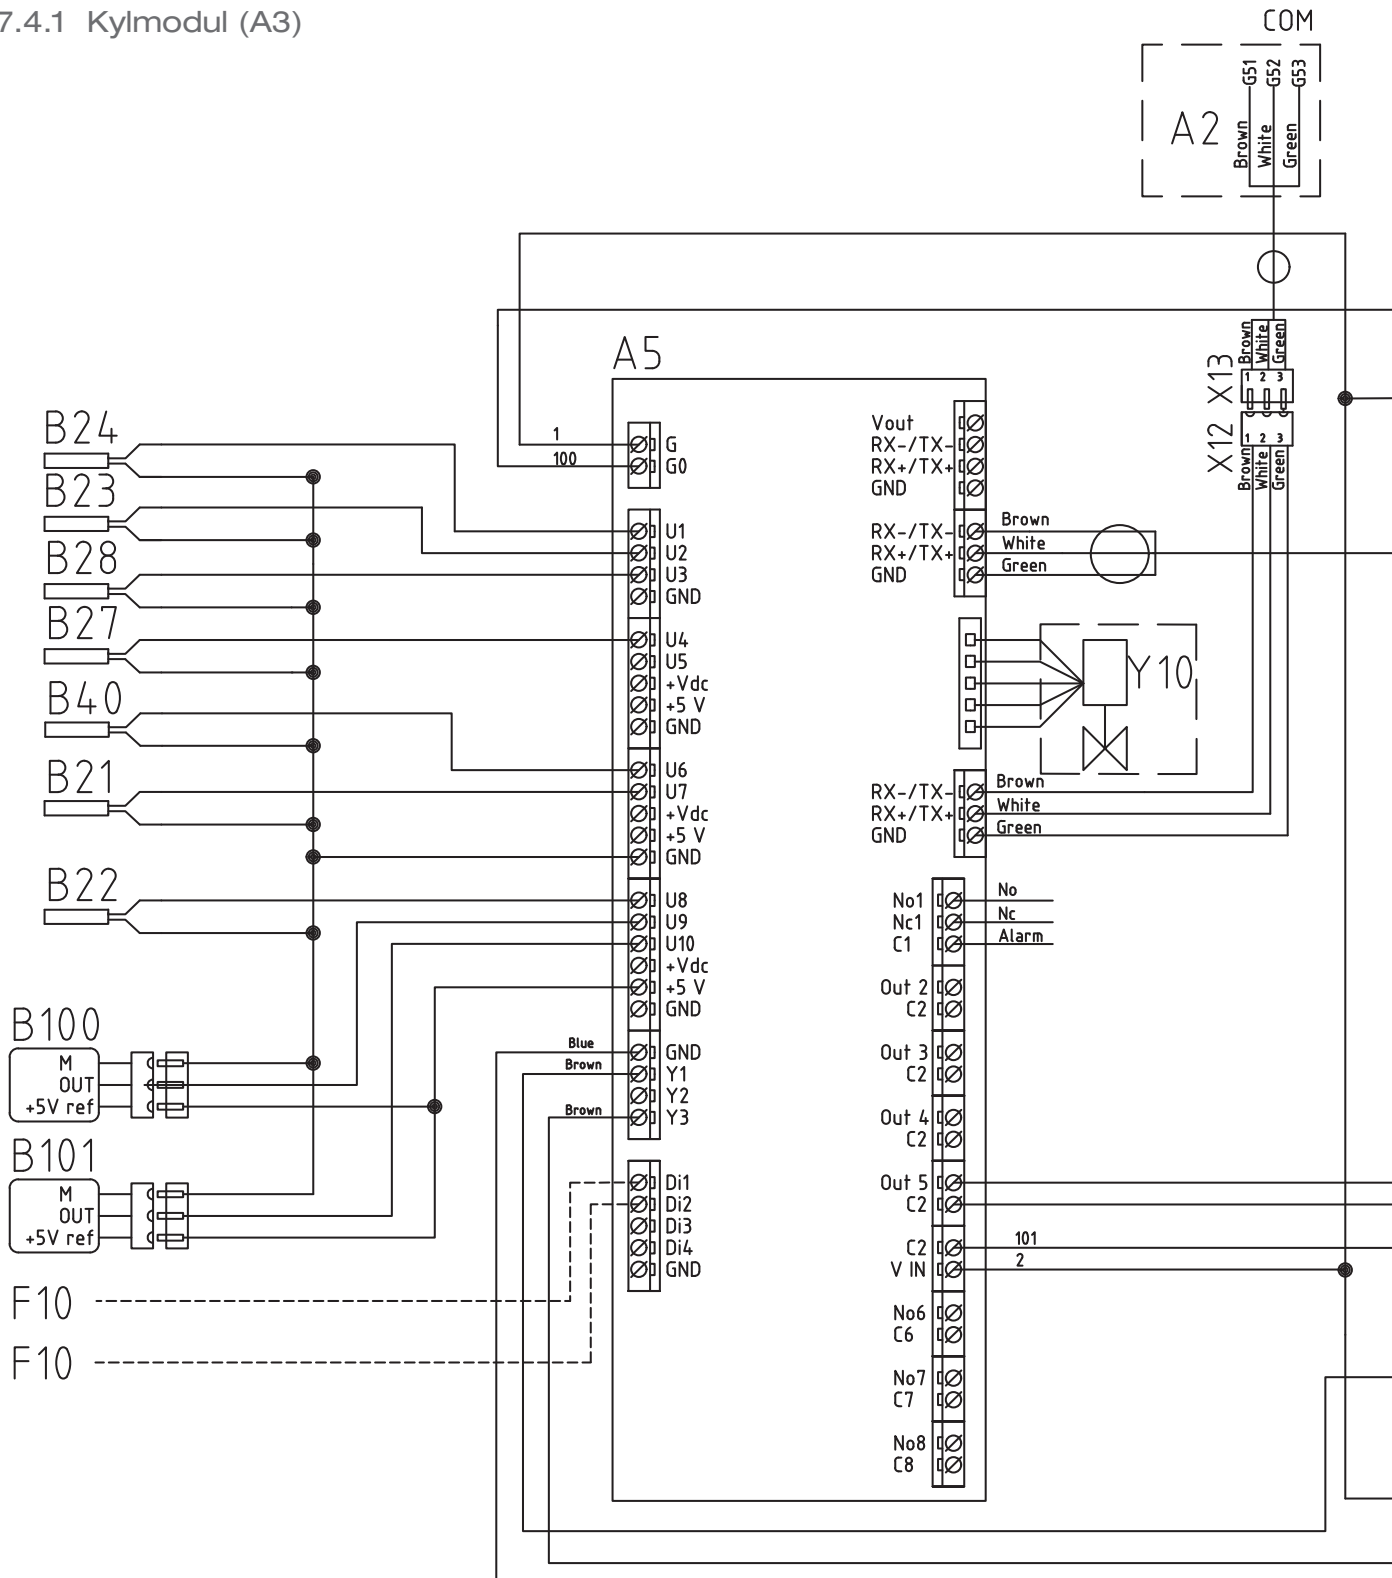 7.4.1 Kylmodul (A3)
COM
G51
G52
G53
A2
Brown
White
Green
Brown
White
Green
X13
1 2 3
X12
1 2 3
Brown
White
Green
A5
B24
B23
B28
B27
B40
B21
B22
B100
M
OUT
+5V ref
B101
M
OUT
+5V ref
F10
F10
1
100
G
G0
U1
U2
U3
GND
U4
U5
+Vdc
+5 V
GND
U6
U7
+Vdc
+5 V
GND
U8
U9
U10
+Vdc
+5 V
GND
Blue
Brown
Brown
GND
Y1
Y2
Y3
Di1
Di2
Di3
Di4
GND
Vout
RX-/TX-
RX+/TX+
GND
RX-/TX-
RX+/TX+
GND
Brown
White
Green
Y10
RX-/TX-
RX+/TX+
GND
Brown
White
Green
No1
Nc1
C1
No
Nc
Alarm
Out 2
C2
Out 3
C2
Out 4
C2
Out 5
C2
C2
V IN
101
2
No6
C6
No7
C7
No8
C8